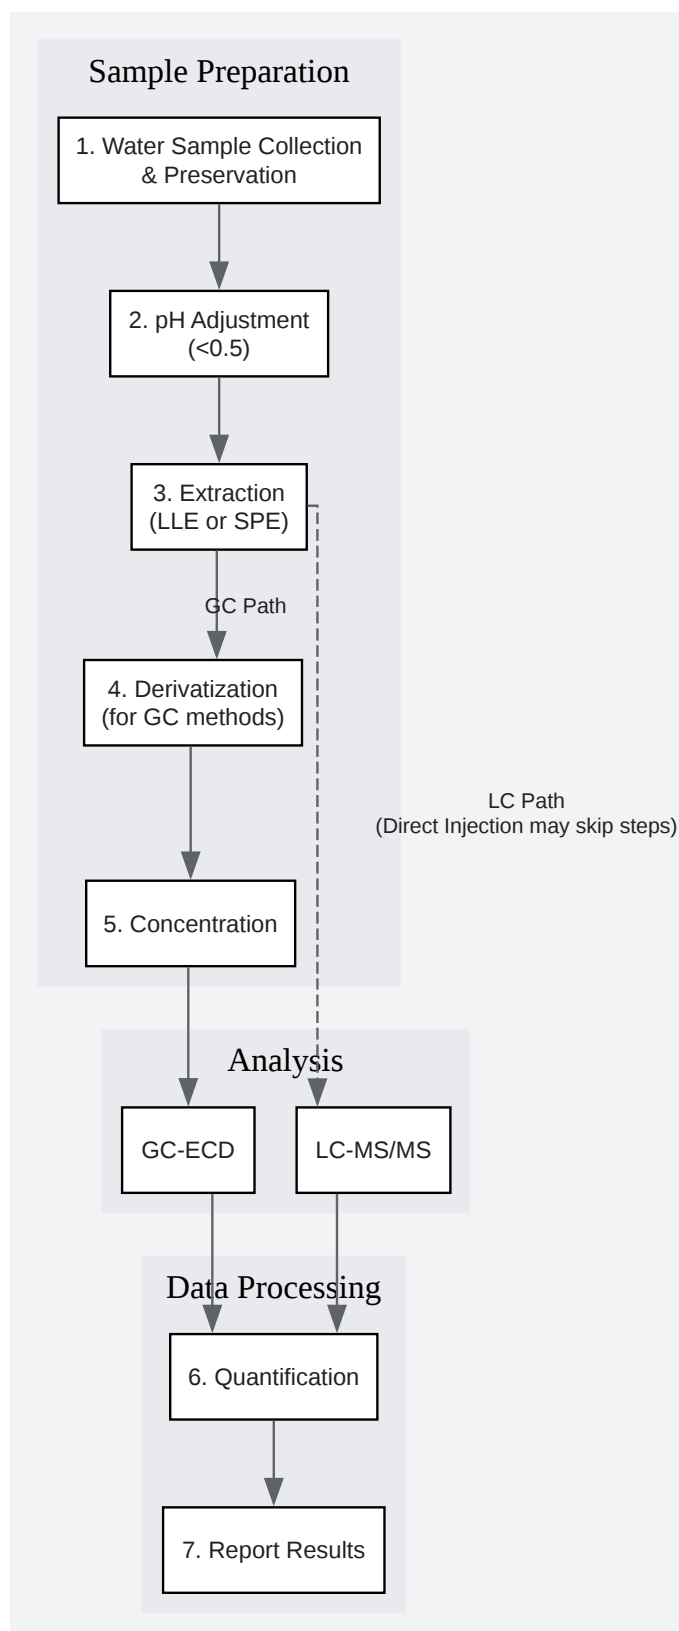 Sample Preparation
1. Water Sample Collection
& Preservation
2. pH Adjustment
(<0.5)
3. Extraction
(LLE or SPE)
GC Path
4. Derivatization
(for GC methods)
LC Path
(Direct Injection may skip steps)
5. Concentration
Analysis
GC-ECD
LC-MS/MS
Data Processing
6. Quantification
7. Report Results